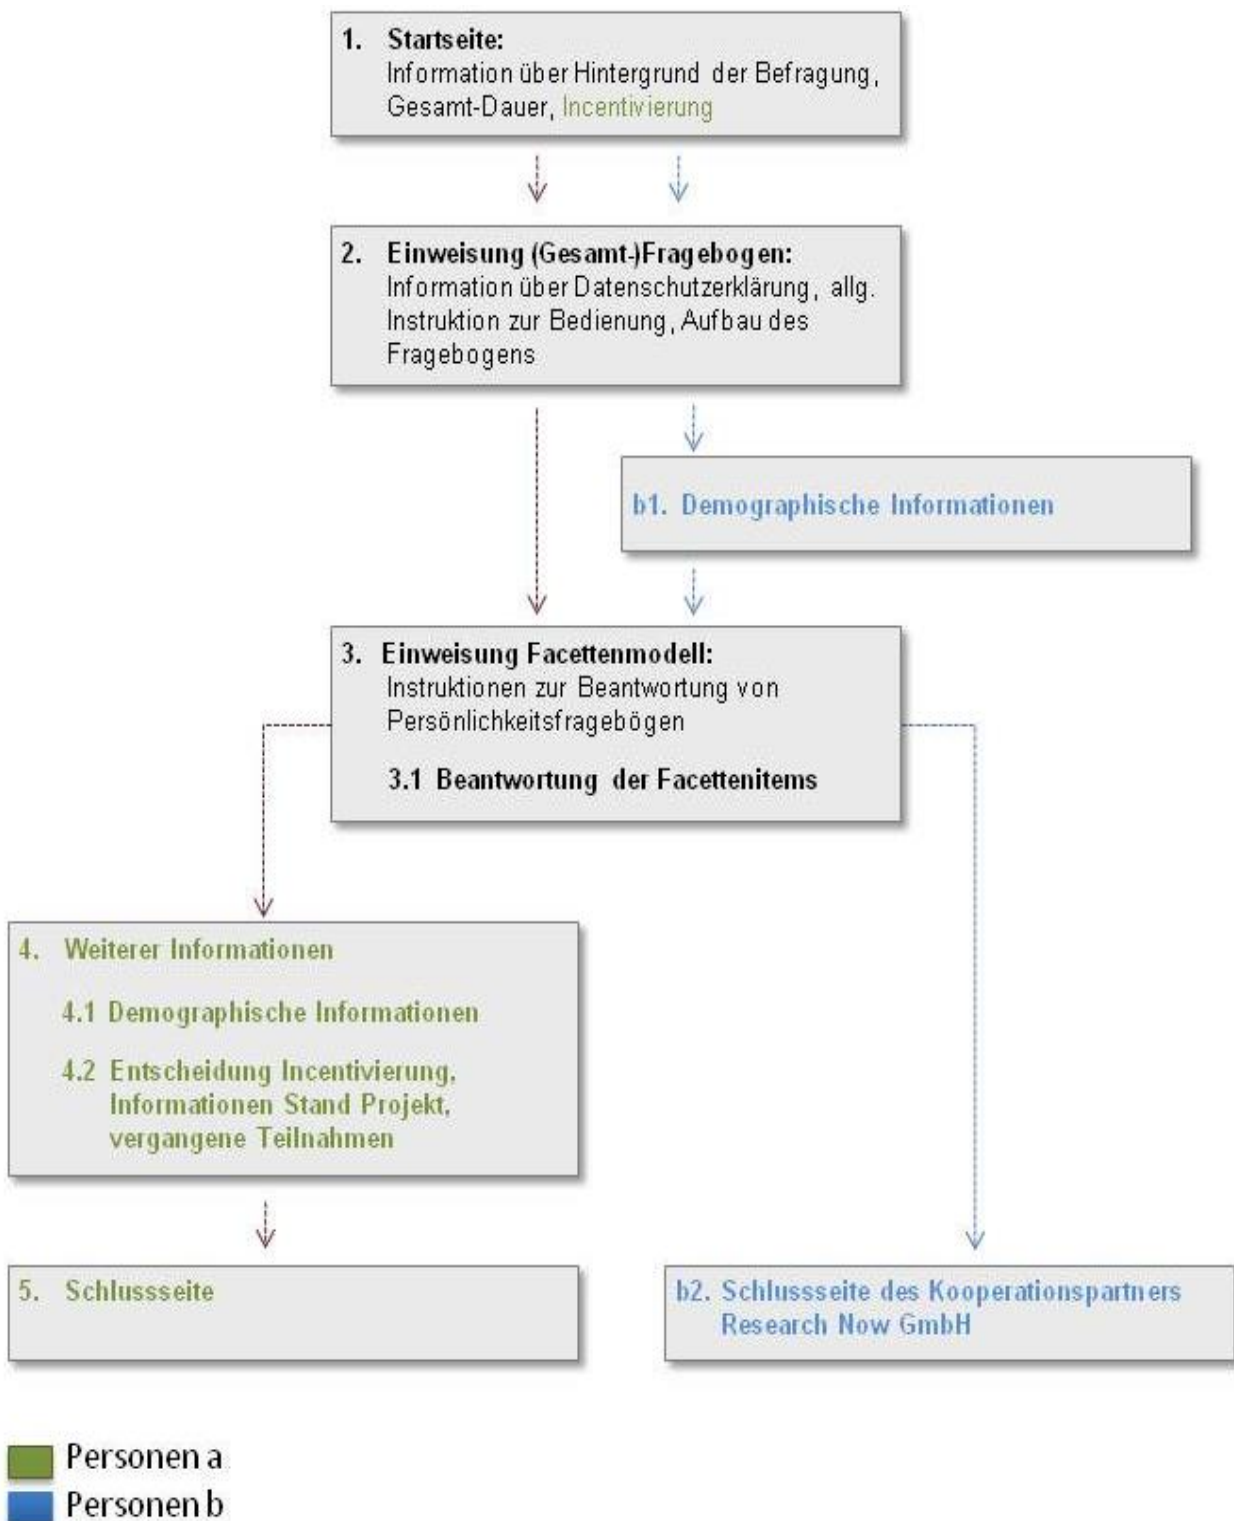 1. Startseite:
Information über Hintergrund der Befragung,
Gesamt-Dauer, Incentivierung
2. Einweisung (Gesamt-)Fragebogen:
Information über Datenschutzerklärung, allg.
Instruktion zur Bedienung, Aufbau des
Fragebogens
b1. Demographische Informationen
3. Einweisung Facettenmodell:
Instruktionen zur Beantwortung von
Persönlichkeitsfragebögen
3.1 Beantwortung der Facettenitems
4. Weiterer Informationen
4.1 Demographische Informationen
4.2 Entscheidung Incentivierung,
Informationen Stand Projekt,
vergangene Teilnahmen
5. Schlussseite
b2. Schlussseite des Kooperationspartners
Research Now GmbH
Personen a
Personen b